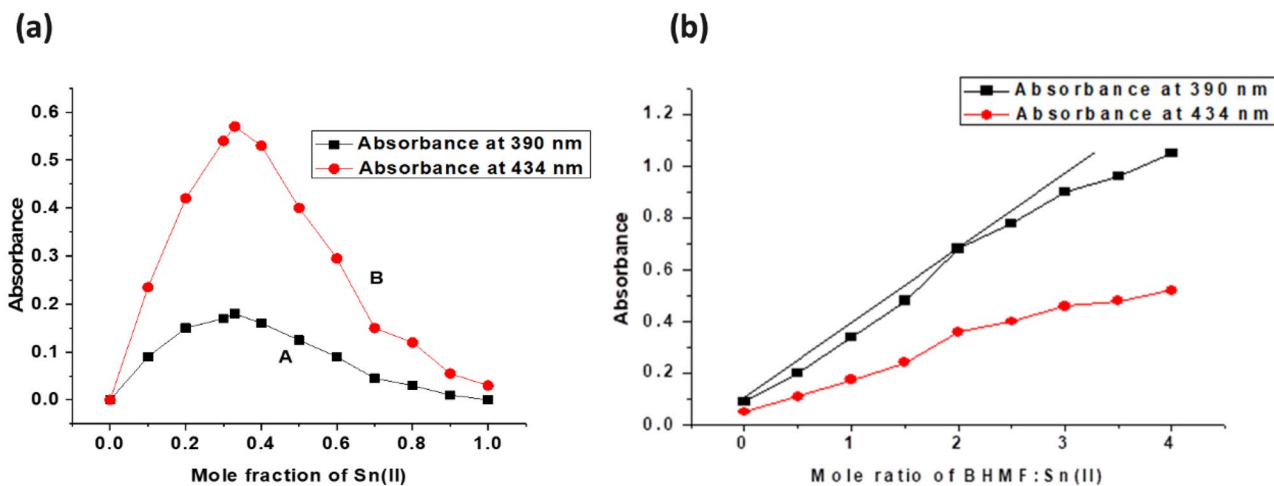 (a)
0.6
0.5
0.4
0.3
0.2
0.1
0.0
Absorbance
Absorbance at 390 nm
Absorbance at 434 nm
B
A
0.0 0.2 0.4 0.6 0.8 1.0
Mole fraction of Sn(II)
(b)
1.2
1.0
0.8
0.6
0.4
0.2
0.0
Absorbance
Absorbance at 390 nm
Absorbance at 434 nm
0 1 2 3 4
Mole ratio of BHMF:Sn(II)